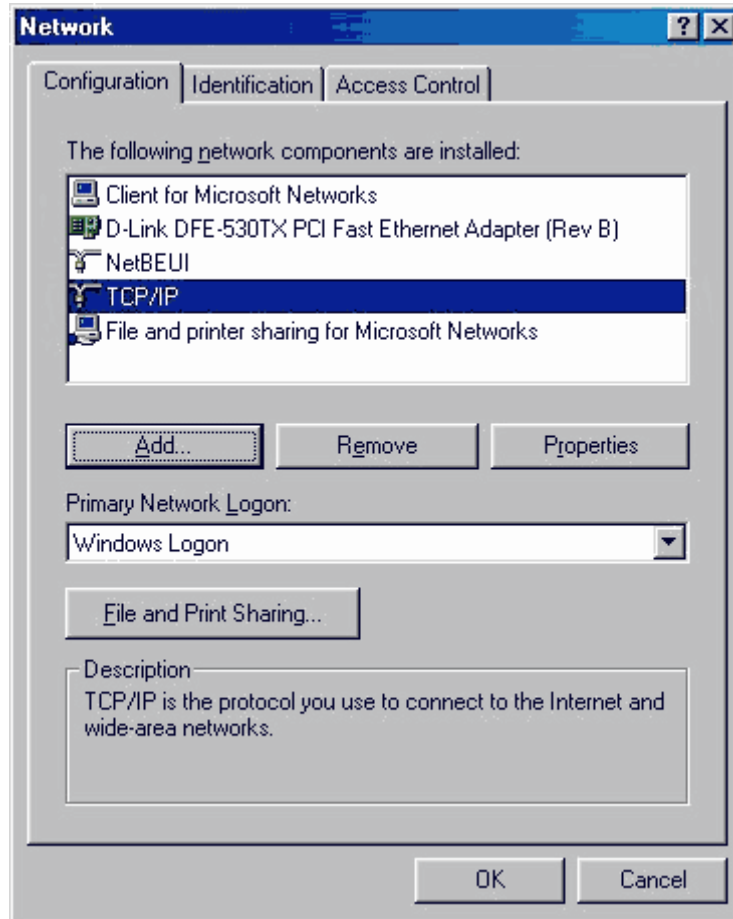 Network
Configuration Identification Access Control
The following network components are installed:
Client for Microsoft Networks
D-Link DFE-530TX PCI Fast Ethernet Adapter (Rev B)
NetBEUI
TCP/IP
File and printer sharing for Microsoft Networks
Add... Remove Properties
Primary Network Logon:
Windows Logon
File and Print Sharing...
Description
TCP/IP is the protocol you use to connect to the Internet and
wide-area networks.
OK Cancel